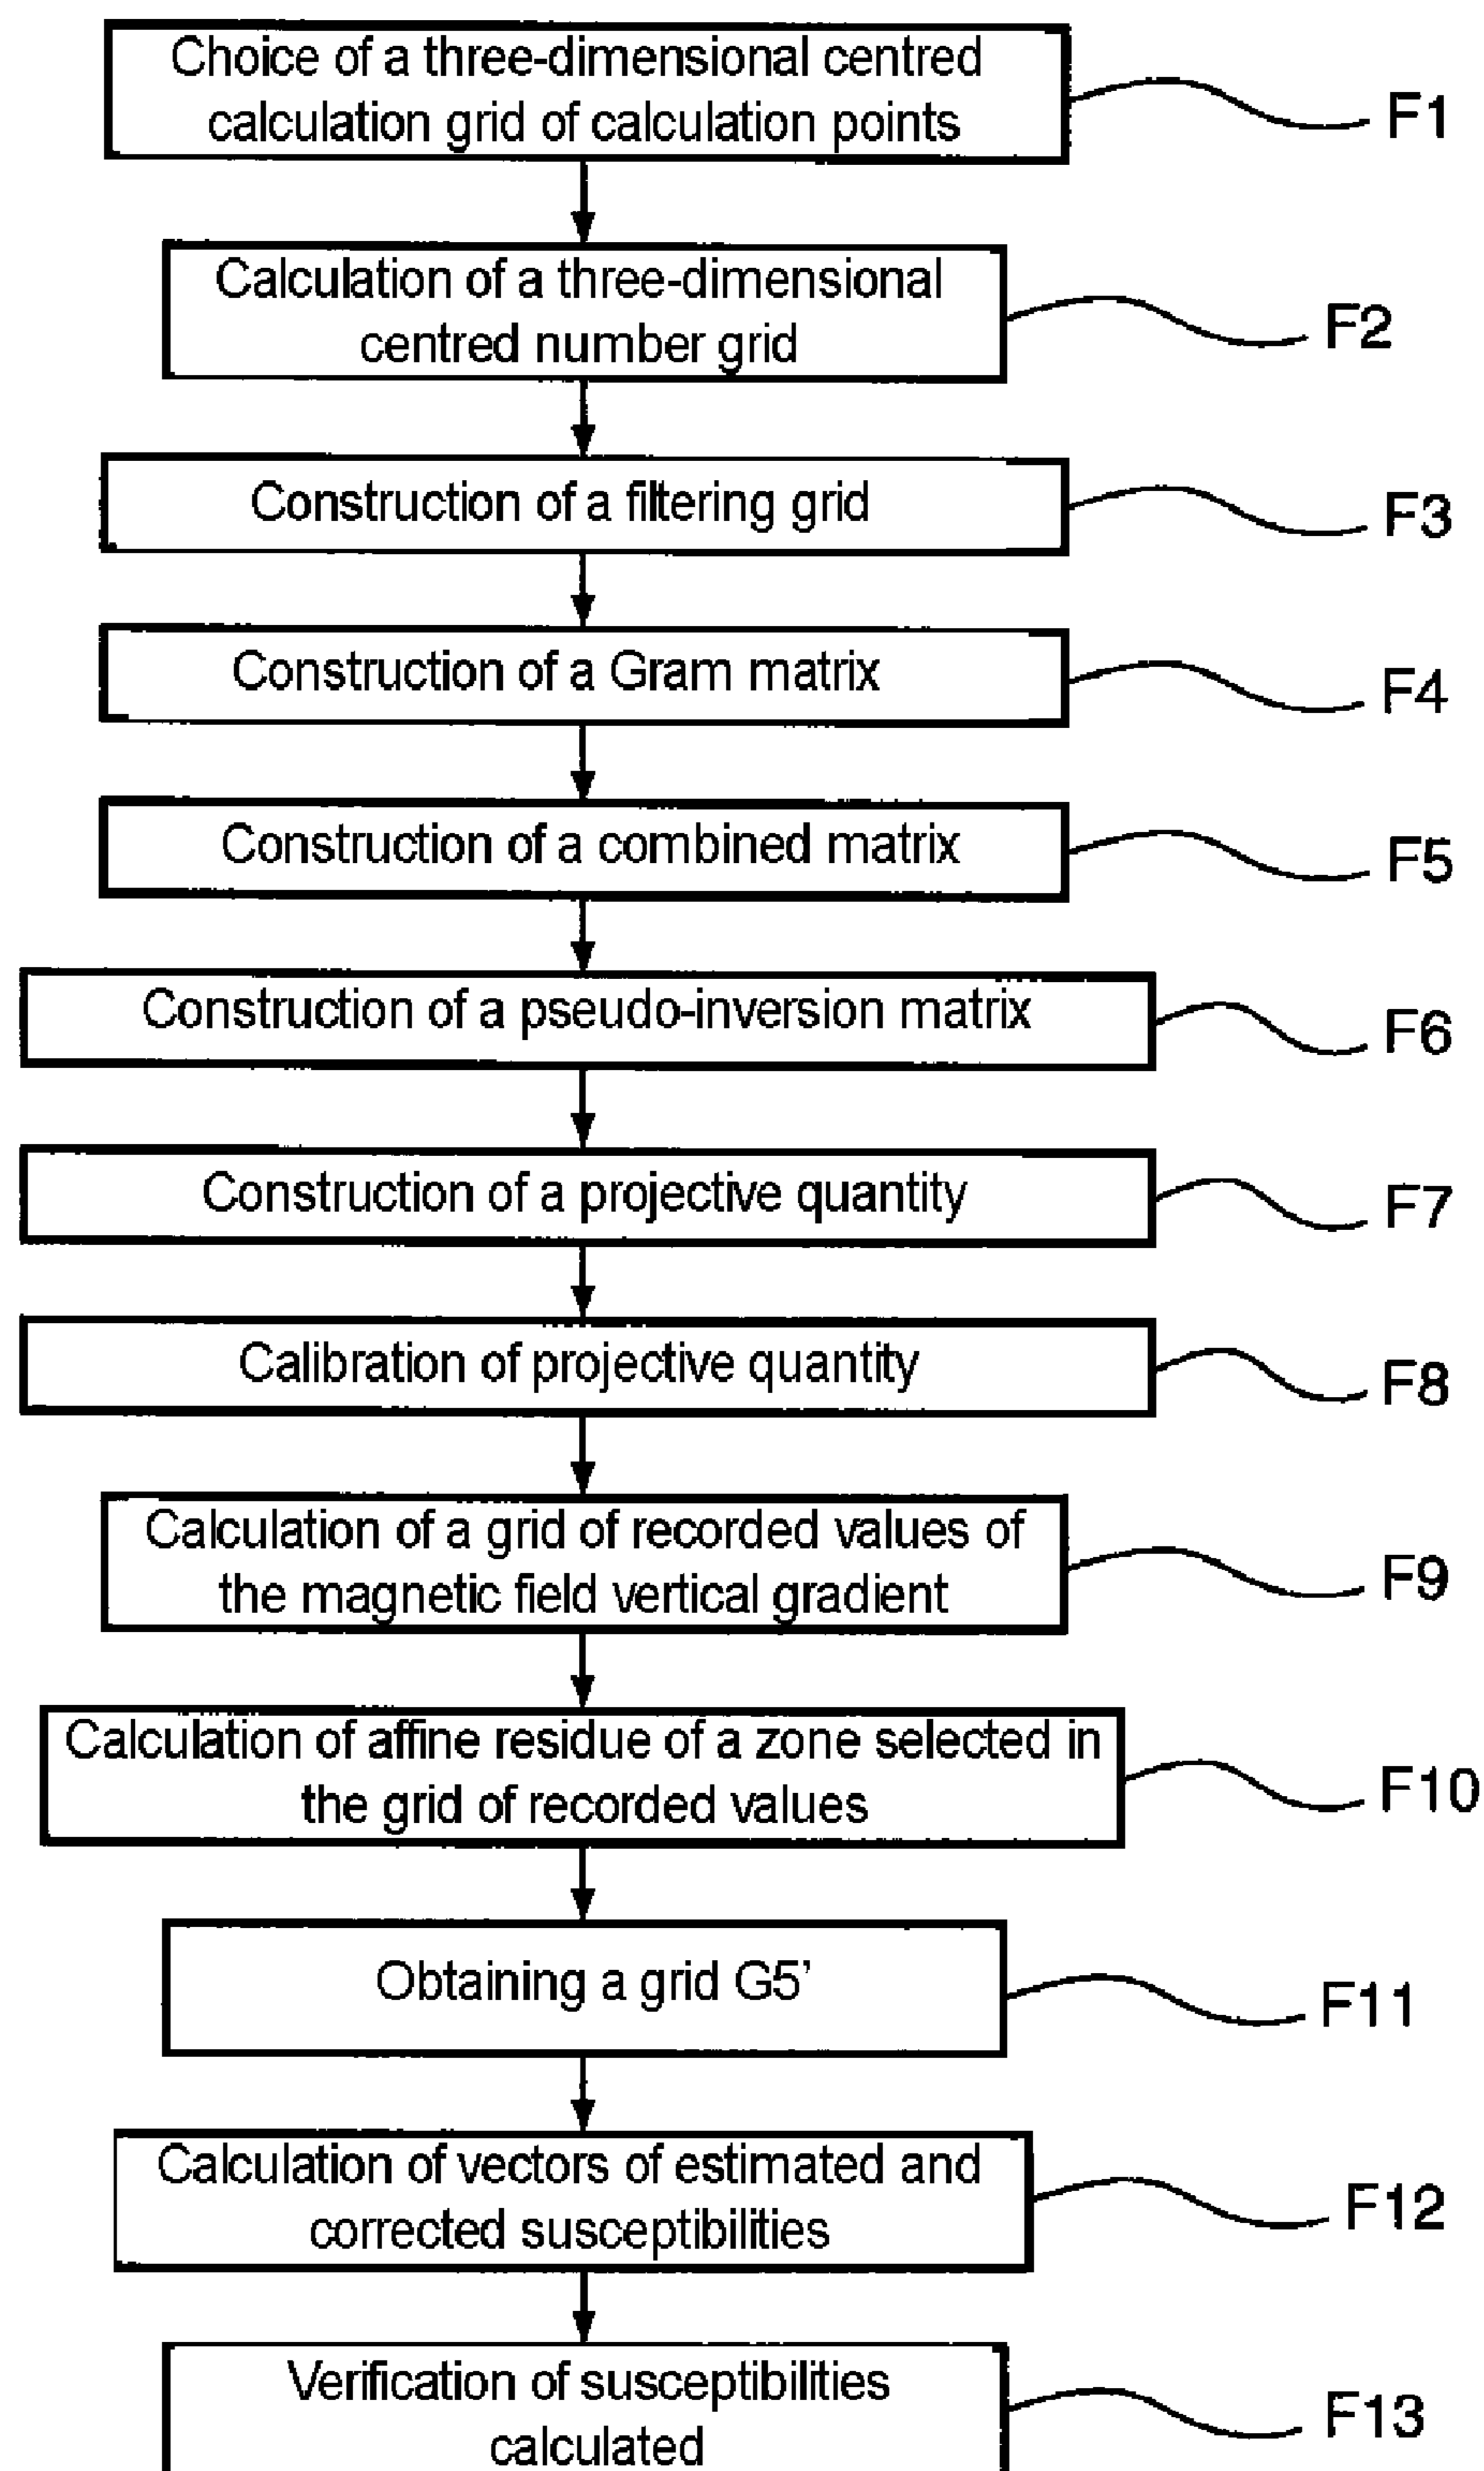 Choice of a three-dimensional centred
calculation grid of calculation points
F1
Calculation of a three-dimensional
centred number grid
F2
Construction of a filtering grid
F3
Construction of a Gram matrix
F4
Construction of a combined matrix
F5
Construction of a pseudo-inversion matrix
F6
Construction of a projective quantity
F7
Calibration of projective quantity
F8
Calculation of a grid of recorded values of
the magnetic field vertical gradient
F9
Calculation of affine residue of a zone selected in
the grid of recorded values
F10
Obtaining a grid G5’
F11
Calculation of vectors of estimated and
corrected susceptibilities
F12
Verification of susceptibilities
calculated
F13